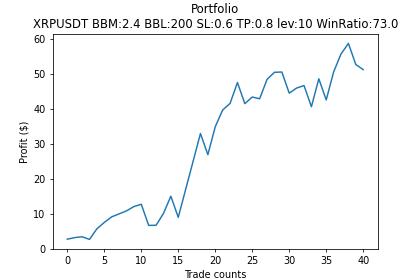 Portfolio
XRPUSDT BBM:2.4 BBL:200 SL:0.6 TP:0.8 lev:10 WinRatio:73.0
60
50
40
30
20
10
0
Profit ($)
0 5 10 15 20 25 30 35 40
Trade counts